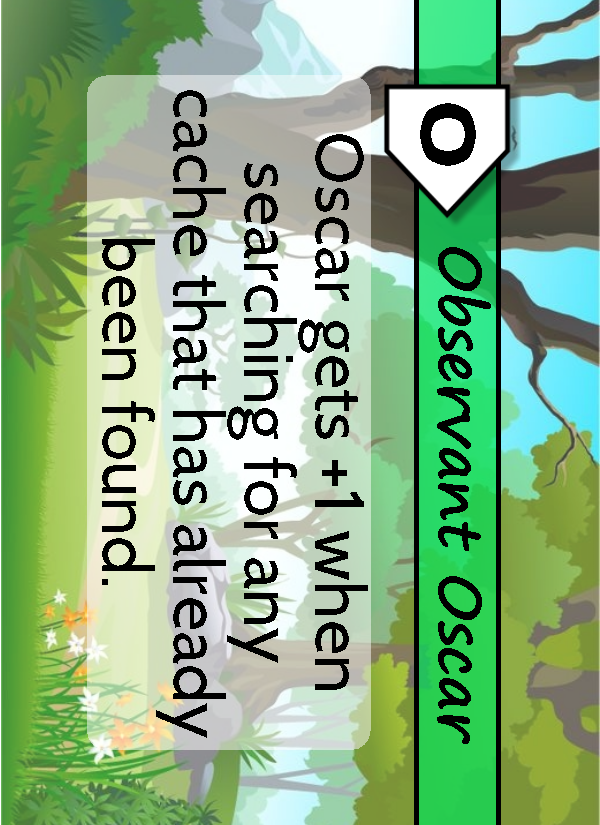 O Observant Oscar
Oscar gets +1 when
searching for any
cache that has already
been found.